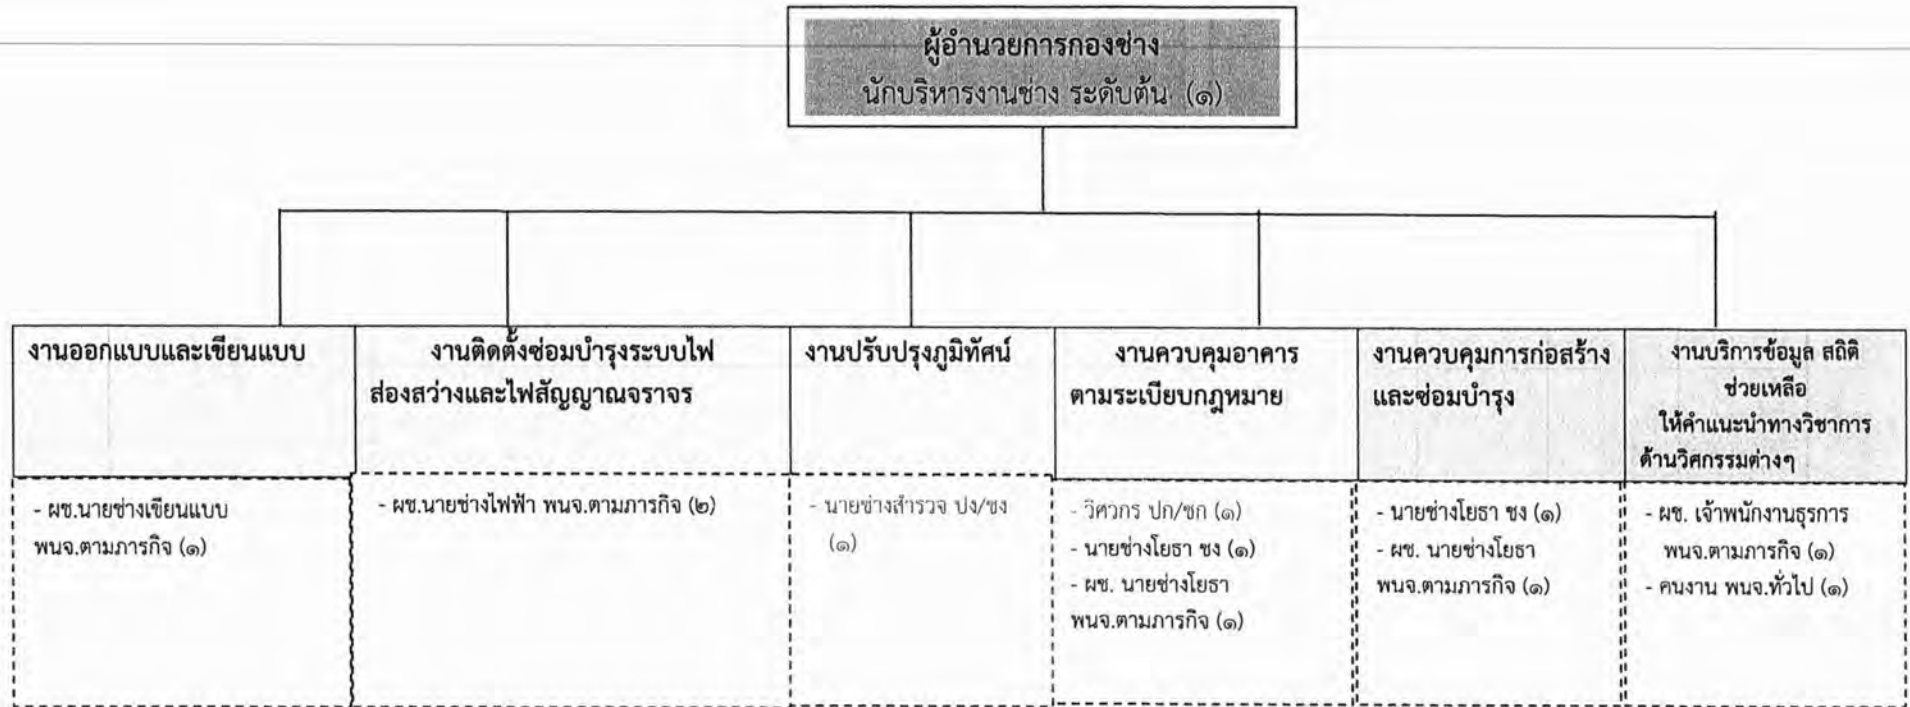 ผู้อำนวยการกองช่าง
นักบริหารงานช่าง ระดับต้น (๑)
งานออกแบบและเขียนแบบ
- ผช.นายช่างเขียนแบบ
พนจ.ตามภารกิจ (๑)
งานติดตั้งซ่อมบำรุงระบบไฟ
ส่องสว่างและไฟสัญญาณจราจร
- ผช.นายช่างไฟฟ้า พนจ.ตามภารกิจ (๒)
งานปรับปรุงภูมิทัศน์
- นายช่างสำรวจ ปง/ชง
(๑)
งานควบคุมอาคาร
ตามระเบียบกฎหมาย
- วิศวกร ปก/ชก (๑)
- นายช่างโยธา ชง (๑)
- ผช. นายช่างโยธา
พนจ.ตามภารกิจ (๑)
งานควบคุมการก่อสร้าง
และซ่อมบำรุง
- นายช่างโยธา ชง (๑)
- ผช. นายช่างโยธา
พนจ.ตามภารกิจ (๑)
งานบริการข้อมูล สถิติ
ช่วยเหลือ
ให้คำแนะนำทางวิชาการ
ด้านวิศกรรมต่างๆ
- ผช. เจ้าพนักงานธุรการ
พนจ.ตามภารกิจ (๑)
- คนงาน พนจ.ทั่วไป (๑)